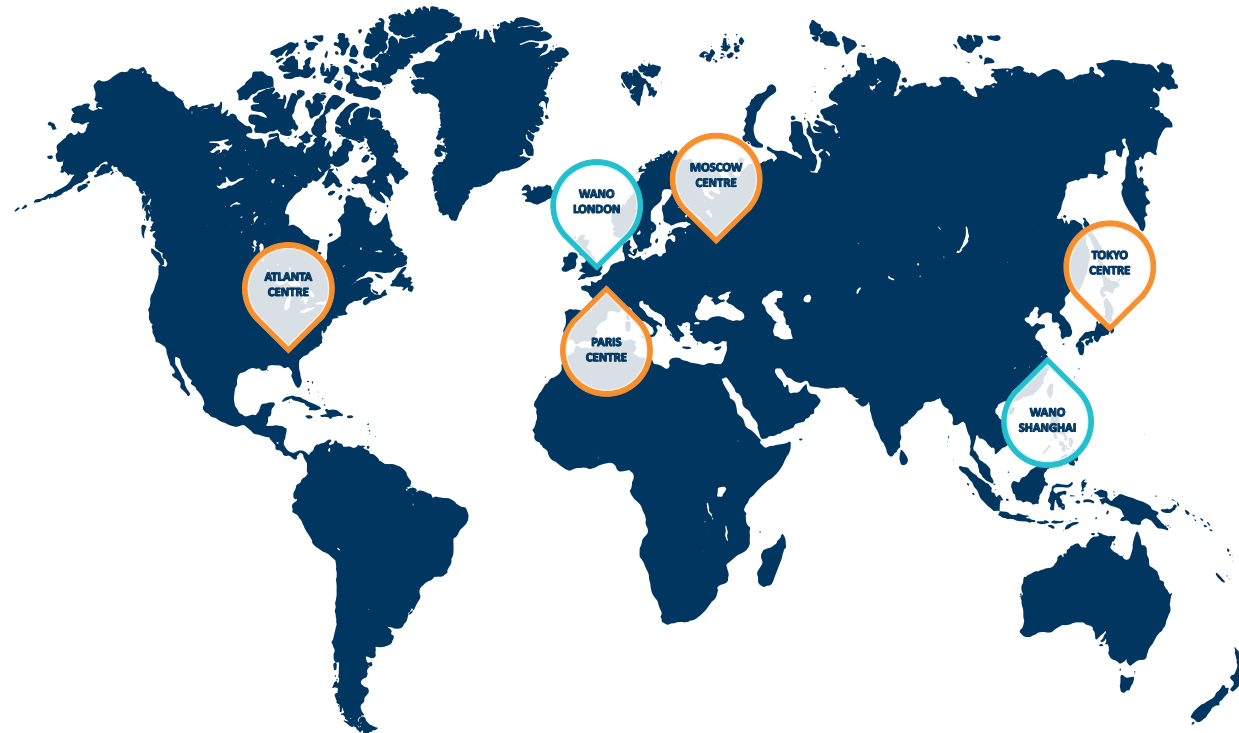 MOSCOW
CENTRE
WANO
LONDON
ATLANTA
CENTRE
TOKYO
CENTRE
PARIS
CENTRE
WANO
SHANGHAI